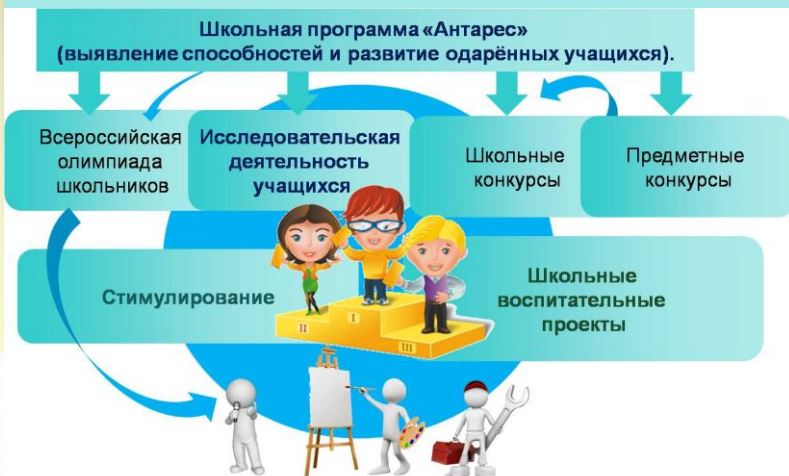 Школьная программа «Антарес»
(выявление способностей и развитие одарённых учащихся).
Всероссийская
олимпиада
школьников
Исследовательская
деятельность
учащихся
Школьные
конкурсы
Предметные
конкурсы
Стимулирование
Школьные
воспитательные
проекты
II
I
III